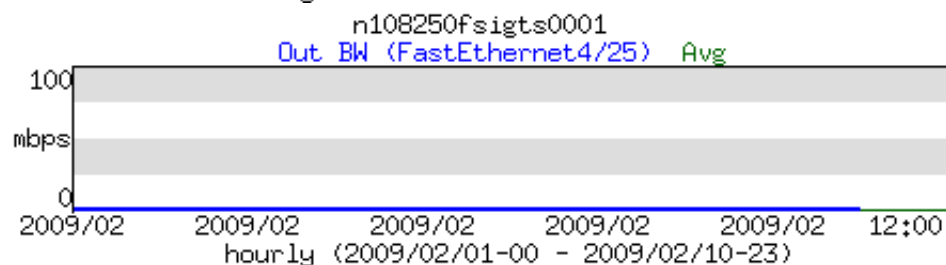 n108250fsigts0001
Out BW (FastEthernet4/25) Avg
100
mbps
0
2009/02 2009/02 2009/02 2009/02 2009/02 12:00
hourly (2009/02/01-00 - 2009/02/10-23)